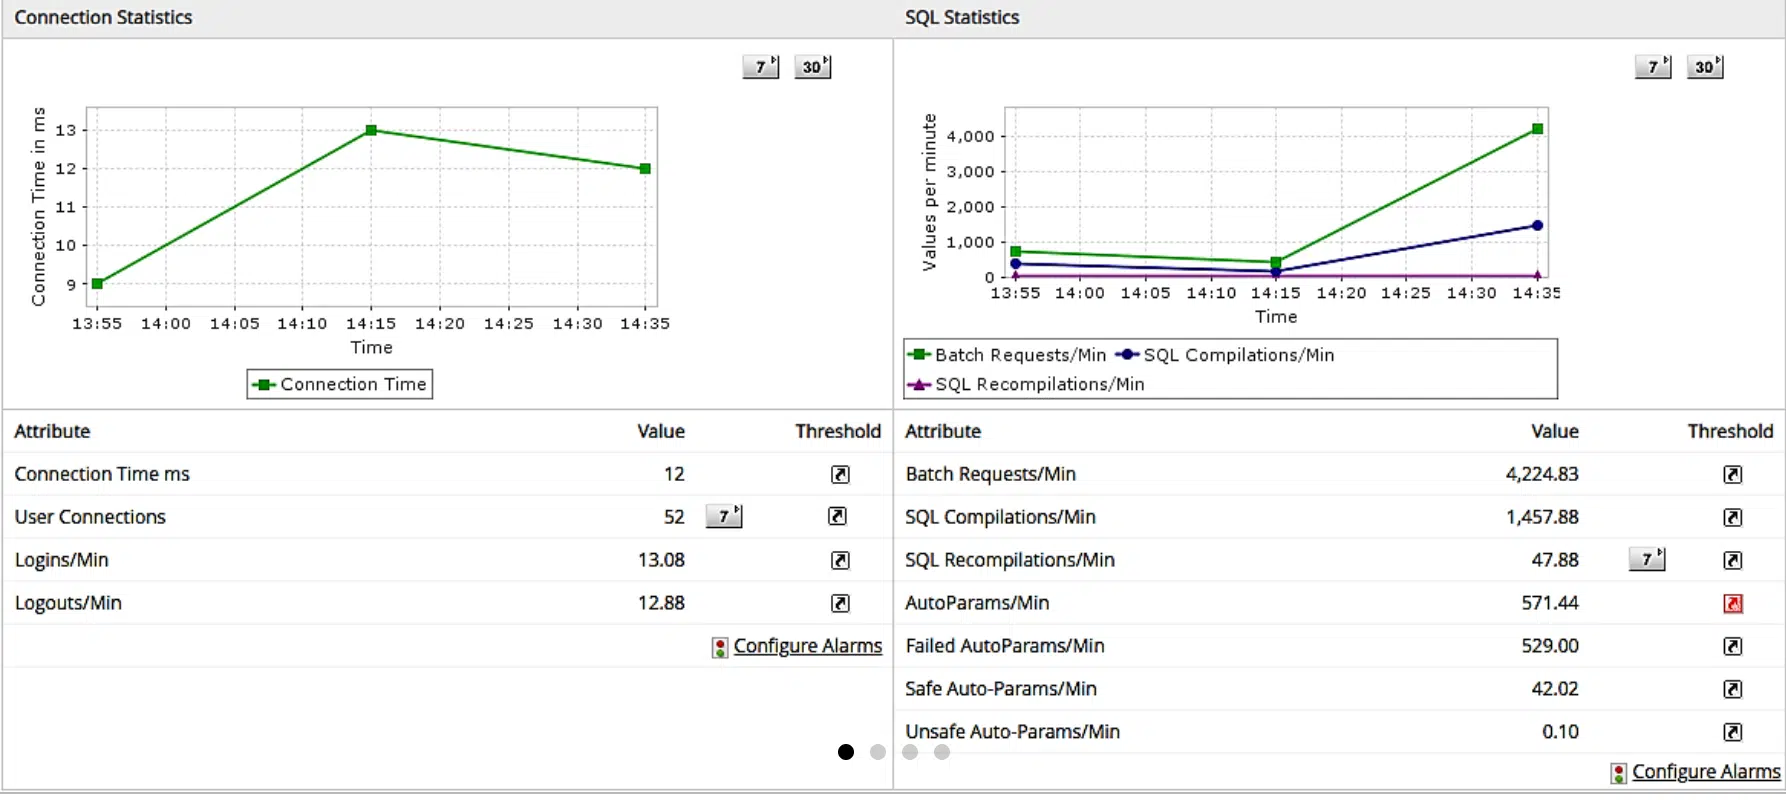 Connection Statistics
7 30
Connection Time in ms
13
12
11
10
9
13:55 14:00 14:05 14:10 14:15 14:20 14:25 14:30 14:35
Time
Connection Time
Attribute Value Threshold
Connection Time ms 12
User Connections 52 7
Logins/Min 13.08
Logouts/Min 12.88
Configure Alarms
SQL Statistics
7 30
Values per minute
4,000
3,000
2,000
1,000
0
13:55 14:00 14:05 14:10 14:15 14:20 14:25 14:30 14:35
Time
Batch Requests/Min SQL Compilations/Min
SQL Recompilations/Min
Attribute Value Threshold
Batch Requests/Min 4,224.83
SQL Compilations/Min 1,457.88
SQL Recompilations/Min 47.88 7
AutoParams/Min 571.44
Failed AutoParams/Min 529.00
Safe Auto-Params/Min 42.02
Unsafe Auto-Params/Min 0.10
Configure Alarms